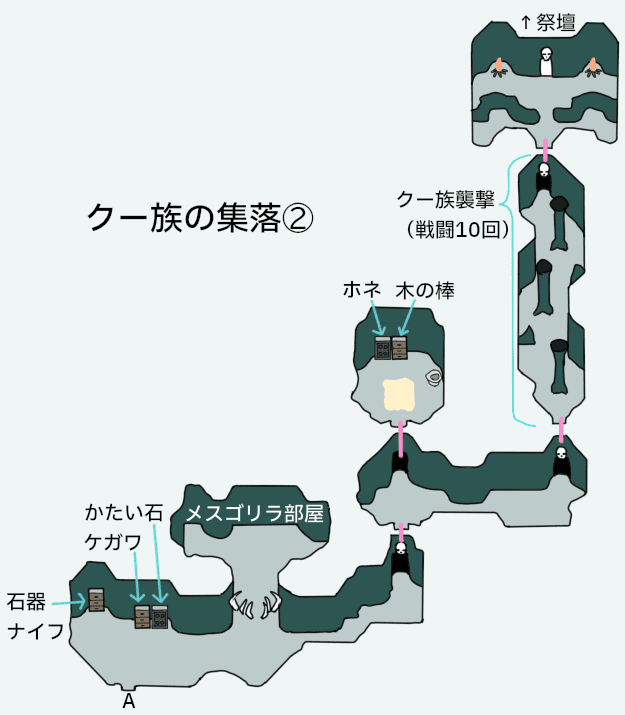 ↑祭壇
クー族襲撃
（戦闘10回）
クー族の集落②
ホネ 木の棒
メスゴリラ部屋
かたい石
ケガワ
石器
ナイフ
A